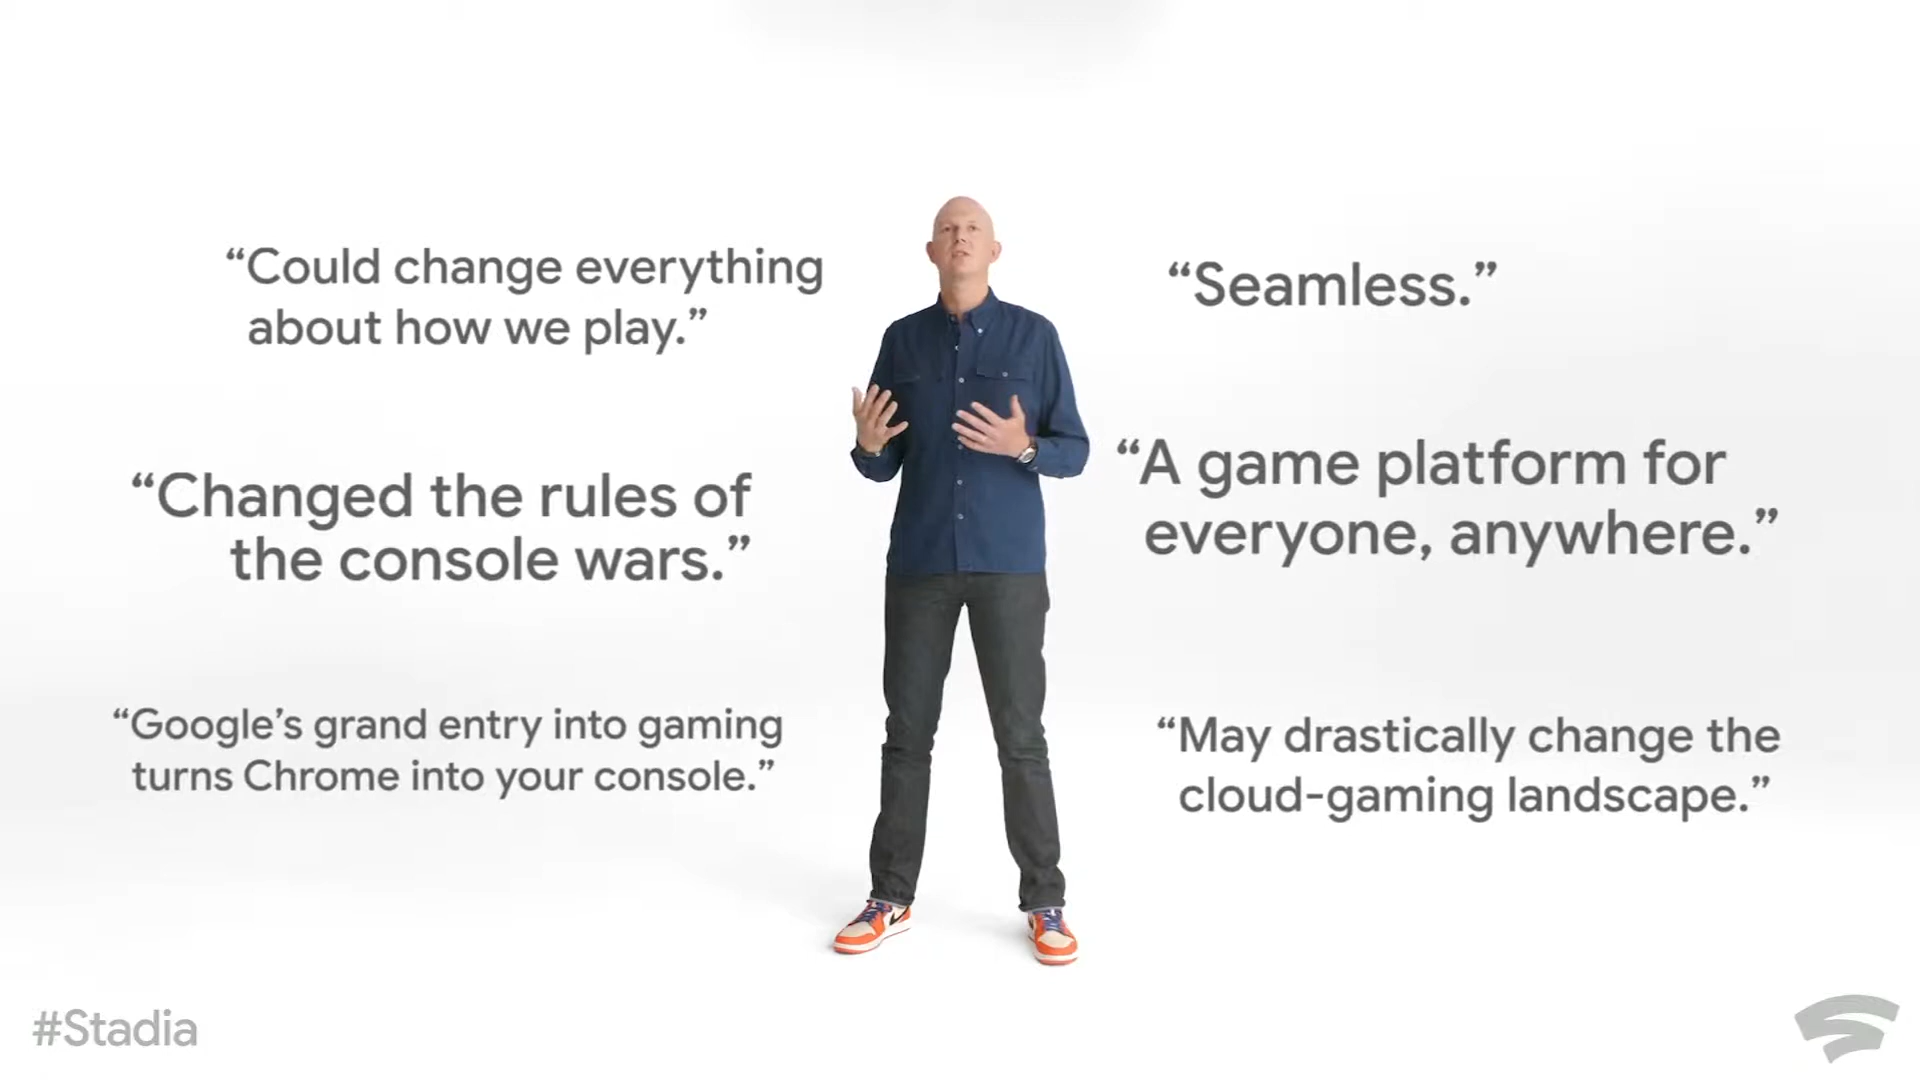 “Could change everything
about how we play.”
“Changed the rules of
the console wars.”
“Google’s grand entry into gaming
turns Chrome into your console.”
“Seamless.”
“A game platform for
everyone, anywhere.”
“May drastically change the
cloud-gaming landscape.”
#Stadia